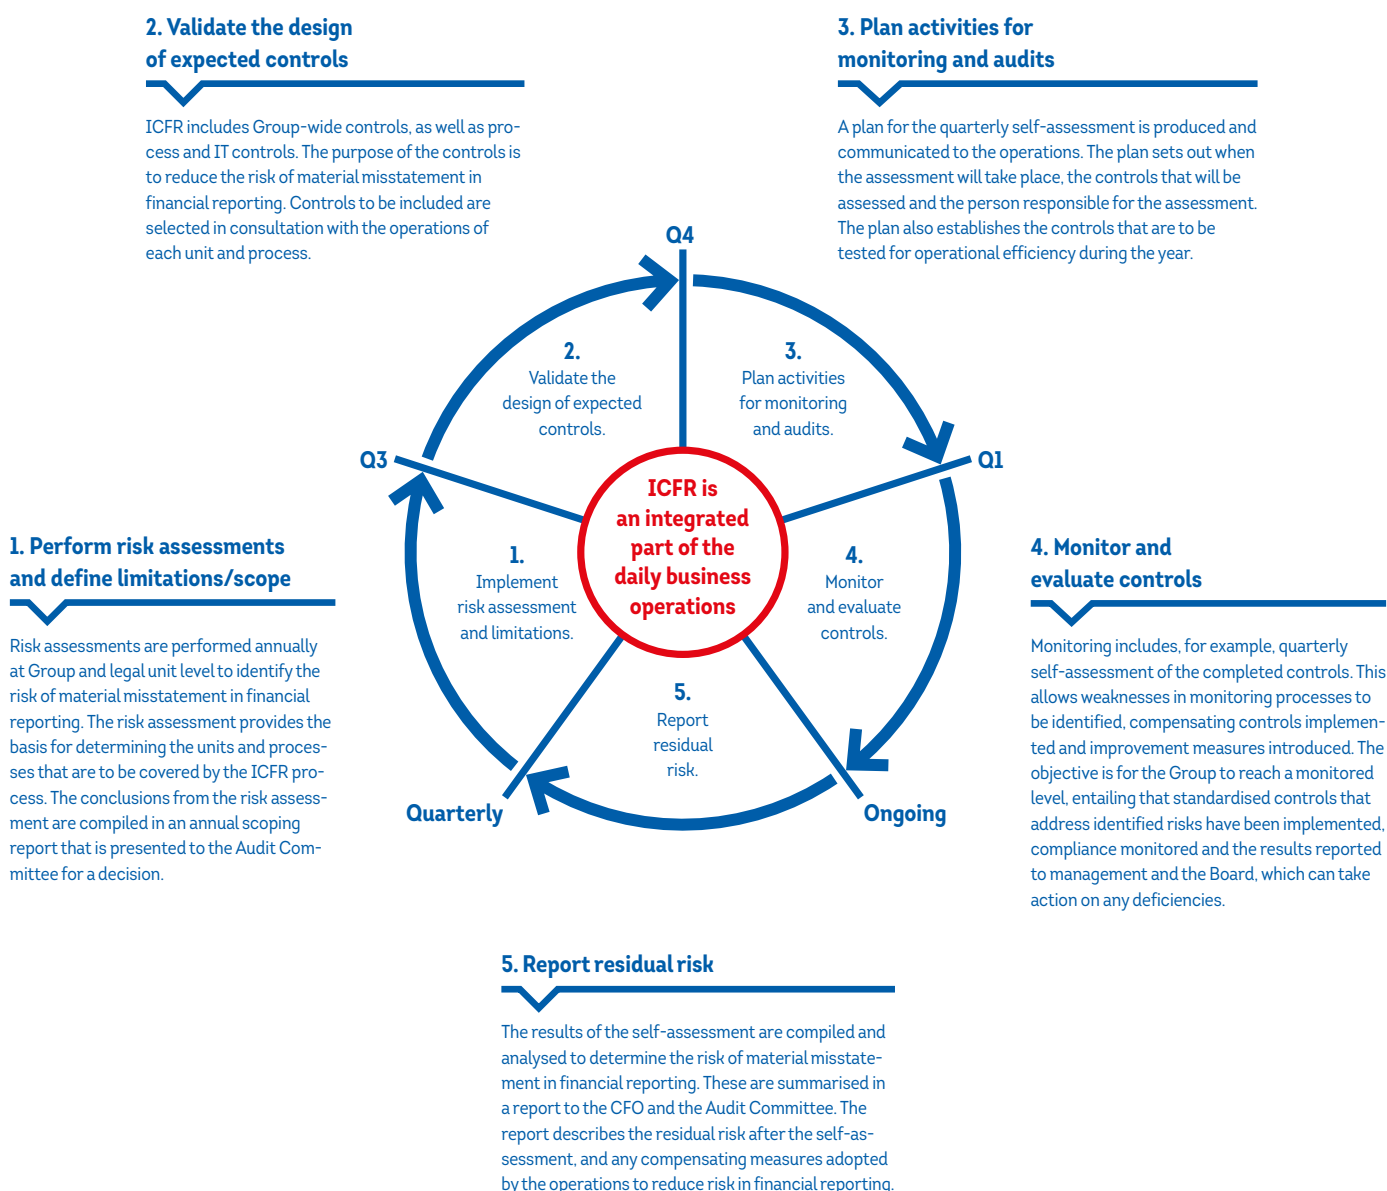 2. Validate the design
of expected controls
ICFR includes Group-wide controls, as well as pro-
cess and IT controls. The purpose of the controls is
to reduce the risk of material misstatement in
financial reporting. Controls to be included are
selected in consultation with the operations of
each unit and process.
3. Plan activities for
monitoring and audits
A plan for the quarterly self-assessment is produced and
communicated to the operations. The plan sets out when
the assessment will take place, the controls that will be
assessed and the person responsible for the assessment.
The plan also establishes the controls that are to be
tested for operational efficiency during the year.
Q4
2.
Validate the
design of expected
controls.
3.
Plan activities
for monitoring
and audits.
Q3
Q1
ICFR is
an integrated
part of the
daily business
operations
1.
Implement
risk assessment
and limitations.
4.
Monitor
and evaluate
controls.
5.
Report
residual
risk.
Quarterly
Ongoing
1. Perform risk assessments
and define limitations/scope
Risk assessments are performed annually
at Group and legal unit level to identify the
risk of material misstatement in financial
reporting. The risk assessment provides the
basis for determining the units and proces-
ses that are to be covered by the ICFR pro-
cess. The conclusions from the risk assess-
ment are compiled in an annual scoping
report that is presented to the Audit Com-
mittee for a decision.
4. Monitor and
evaluate controls
Monitoring includes, for example, quarterly
self-assessment of the completed controls. This
allows weaknesses in monitoring processes to
be identified, compensating controls implemen-
ted and improvement measures introduced. The
objective is for the Group to reach a monitored
level, entailing that standardised controls that
address identified risks have been implemented,
compliance monitored and the results reported
to management and the Board, which can take
action on any deficiencies.
5. Report residual risk
The results of the self-assessment are compiled and
analysed to determine the risk of material misstate-
ment in financial reporting. These are summarised in
a report to the CFO and the Audit Committee. The
report describes the residual risk after the self-as-
sessment, and any compensating measures adopted
by the operations to reduce risk in financial reporting.